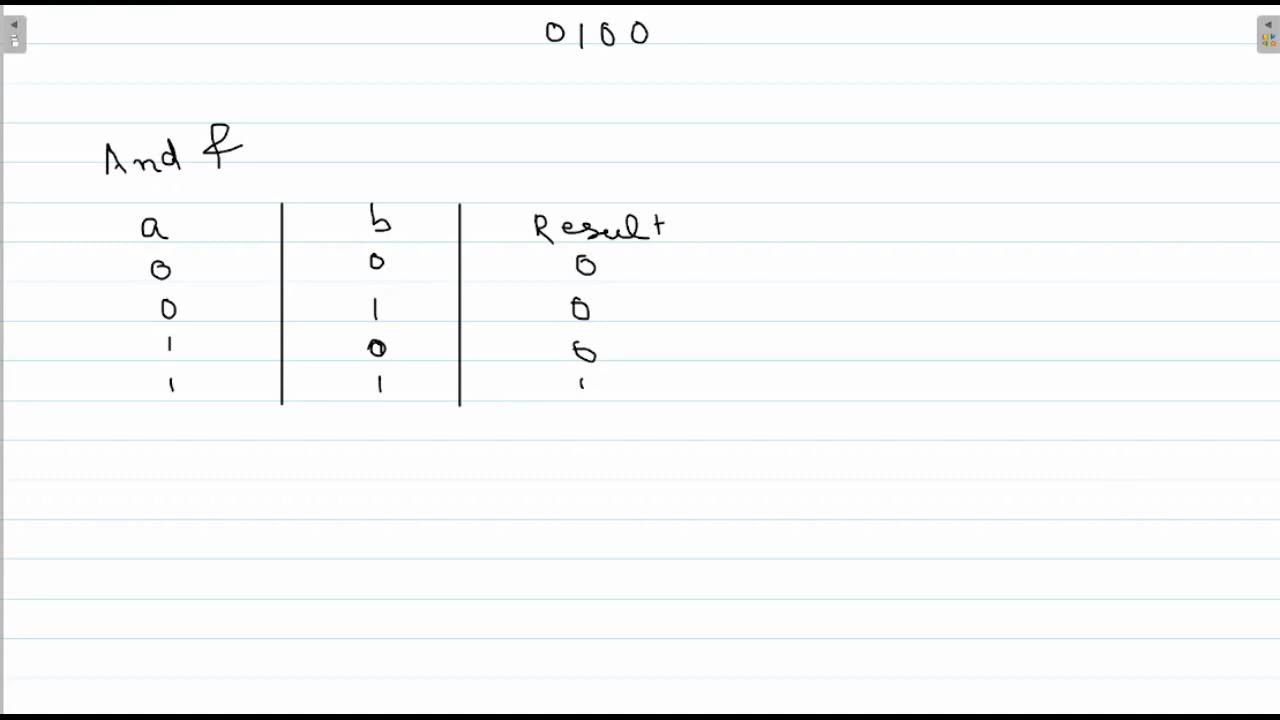 0100
And &
a b Result
0 0 0
0 1 0
1 0 0
1 1 1